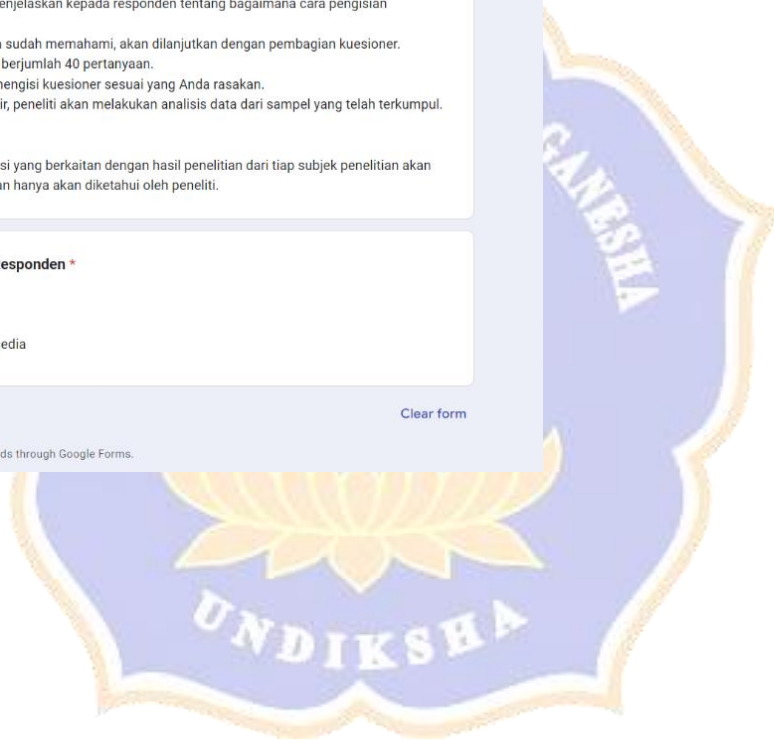 enjelaskan kepada responden tentang bagaimana cara pengisian
sudah memahami, akan dilanjutkan dengan pembagian kuesioner.
berjumlah 40 pertanyaan.
mengisi kuesioner sesuai yang Anda rasakan.
ir, peneliti akan melakukan analisis data dari sampel yang telah terkumpul.
si yang berkaitan dengan hasil penelitian dari tiap subjek penelitian akan
an hanya akan diketahui oleh peneliti.
esponden *
edia
Clear form
ds through Google Forms.
GANESHA
UNDIKSHA